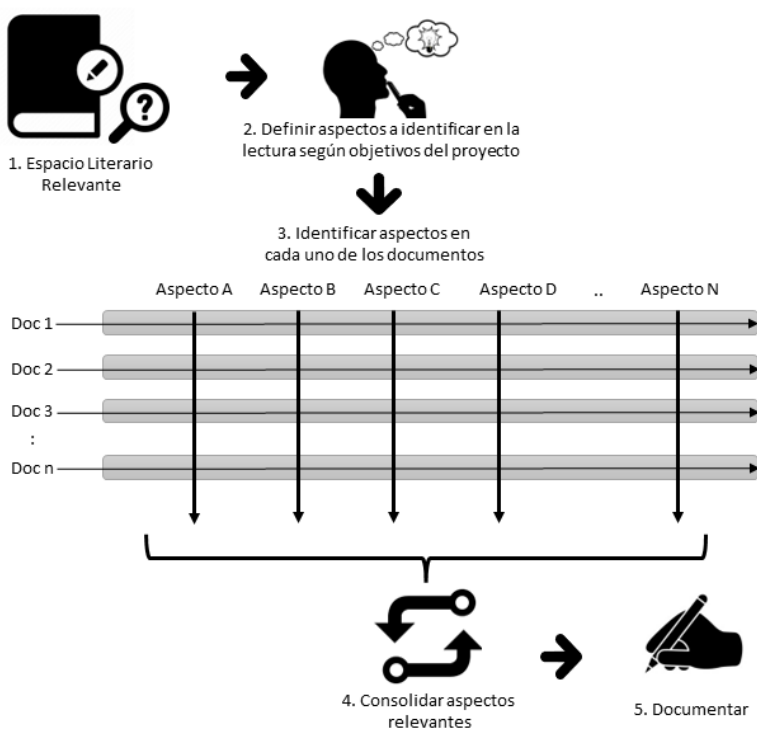 1. Espacio Literario
Relevante
2. Definir aspectos a identificar en la
lectura según objetivos del proyecto
3. Identificar aspectos en
cada uno de los documentos
Aspecto A Aspecto B Aspecto C Aspecto D .. Aspecto N
Doc 1
Doc 2
Doc 3
:
Doc n
4. Consolidar aspectos
relevantes
5. Documentar